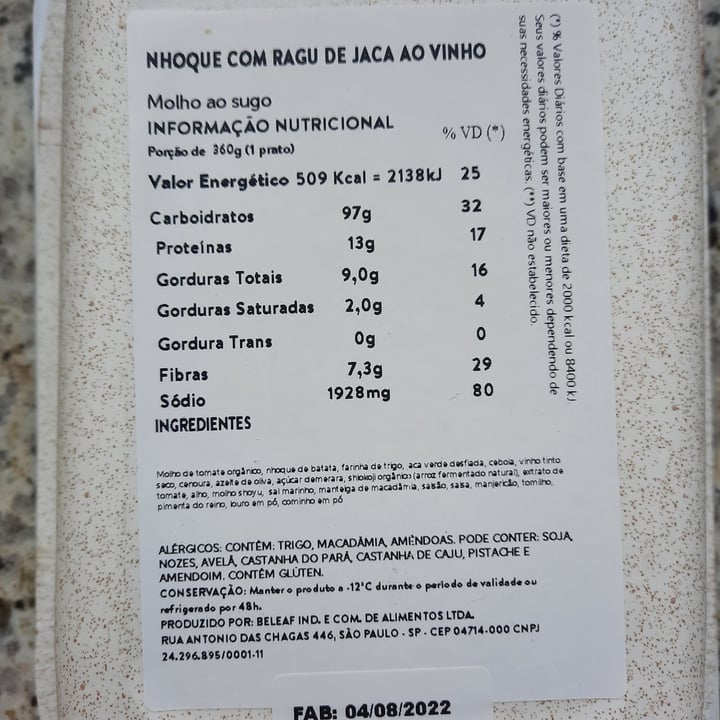 NHOQUE COM RAGU DE JACA AO VINHO
Molho ao sugo
INFORMAÇÃO NUTRICIONAL % VD (*)
Porção de 360g (1 prato)
Valor Energético 509 Kcal = 2138kJ 25
Carboidratos 97g 32
Proteínas 13g 17
Gorduras Totais 9,0g 16
Gorduras Saturadas 2,0g 4
Gordura Trans 0g 0
Fibras 7,3g 29
Sódio 1928mg 80
INGREDIENTES
Molho de tomate orgânico, nhoque de batata, farinha de trigo, aca verde desfiada, cebola, vinho tinto
seco, cenoura, azeite de oliva, açúcar demerara, shiokoji orgânico (arroz fermentado natural), extrato de
tomate, alho, molho shoyu, sal marinho, manteiga de macadâmia, salsão, salsa, manjericão, tomilho,
pimenta do reino, louro em pó, cominho em pó
ALÉRGICOS: CONTÉM: TRIGO, MACADÂMIA, AMÊNDOAS. PODE CONTER: SOJA,
NOZES, AVELÃ, CASTANHA DO PARÁ, CASTANHA DE CAJU, PISTACHE E
AMENDOIM. CONTÉM GLÚTEN.
CONSERVAÇÃO: Manter o produto a -12°C durante o período de validade ou
refrigerado por 48h.
PRODUZIDO POR: BELEAF IND. E COM. DE ALIMENTOS LTDA.
RUA ANTONIO DAS CHAGAS 446, SÃO PAULO - SP - CEP 04714-000 CNPJ
24.296.895/0001-11
FAB: 04/08/2022
(*) % Valores Diários com base em uma dieta de 2000 kcal ou 8400 kJ
Seus valores diários podem ser maiores ou menores dependendo de
suas necessidades energéticas. (**) VD não estabelecido.